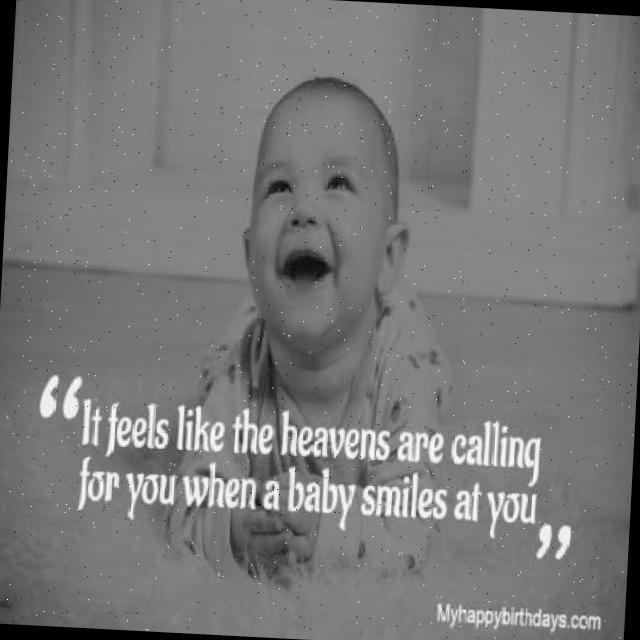 “It feels like the heavens are calling
for you when a baby smiles at you”
Myhappybirthdays.com